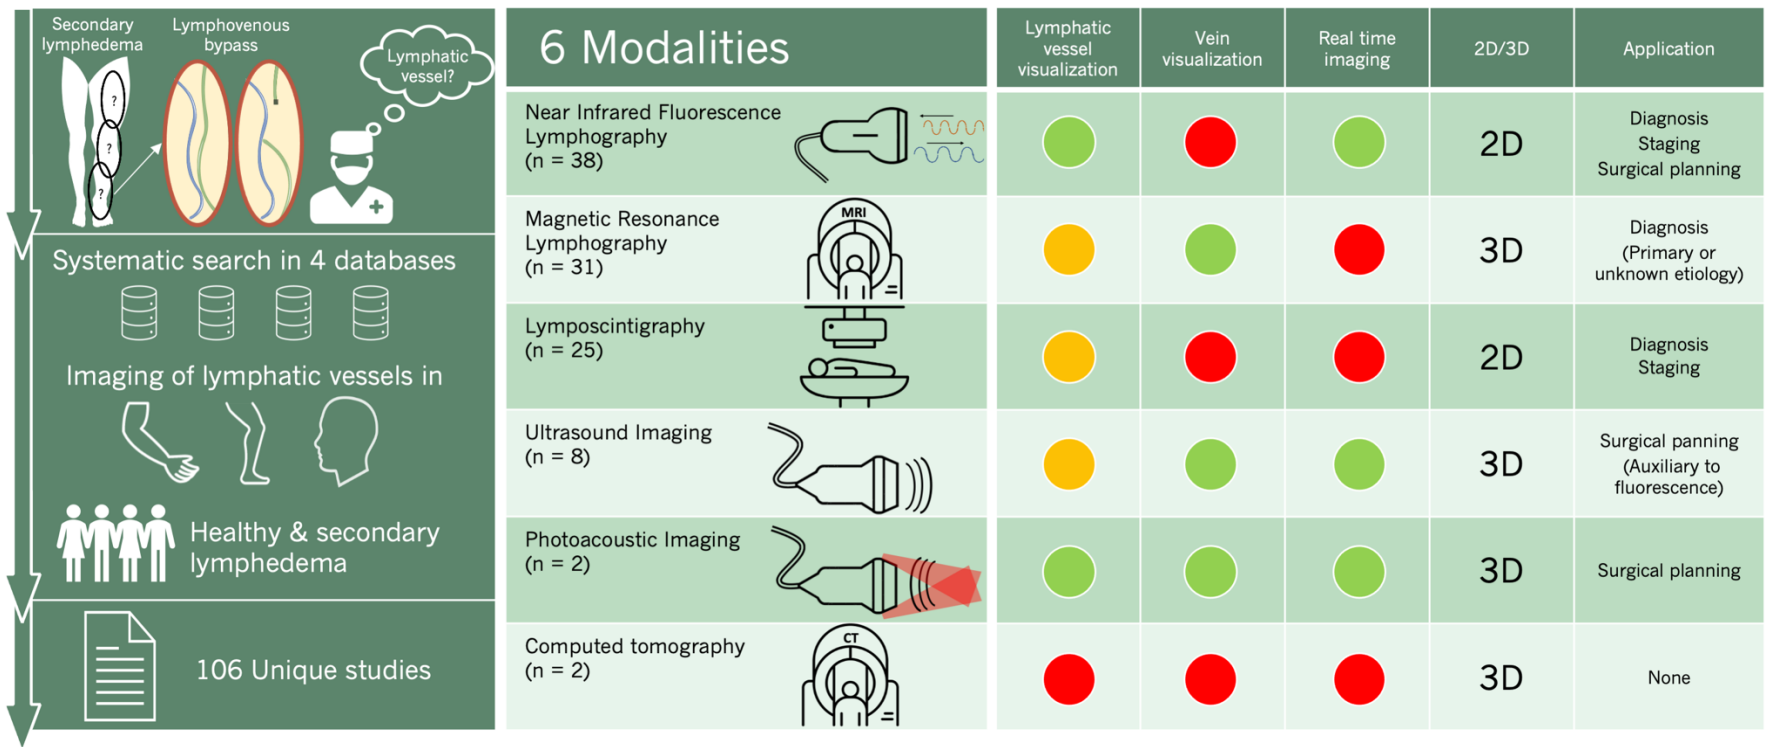 Secondary
lymphedema
Lymphovenous
bypass
Lymphatic
vessel?
?
?
?
Systematic search in 4 databases
Imaging of lymphatic vessels in
Healthy & secondary
lymphedema
106 Unique studies
6 Modalities
Lymphatic
vessel
visualization
Vein
visualization
Real time
imaging
2D/3D
Application
Near Infrared Fluorescence
Lymphography
(n = 38)
2D
Diagnosis
Staging
Surgical planning
Magnetic Resonance
Lymphography
(n = 31)
MRI
3D
Diagnosis
(Primary or
unknown etiology)
Lymposcintigraphy
(n = 25)
2D
Diagnosis
Staging
Ultrasound Imaging
(n = 8)
3D
Surgical panning
(Auxiliary to
fluorescence)
Photoacoustic Imaging
(n = 2)
3D
Surgical planning
Computed tomography
(n = 2)
CT
3D
None